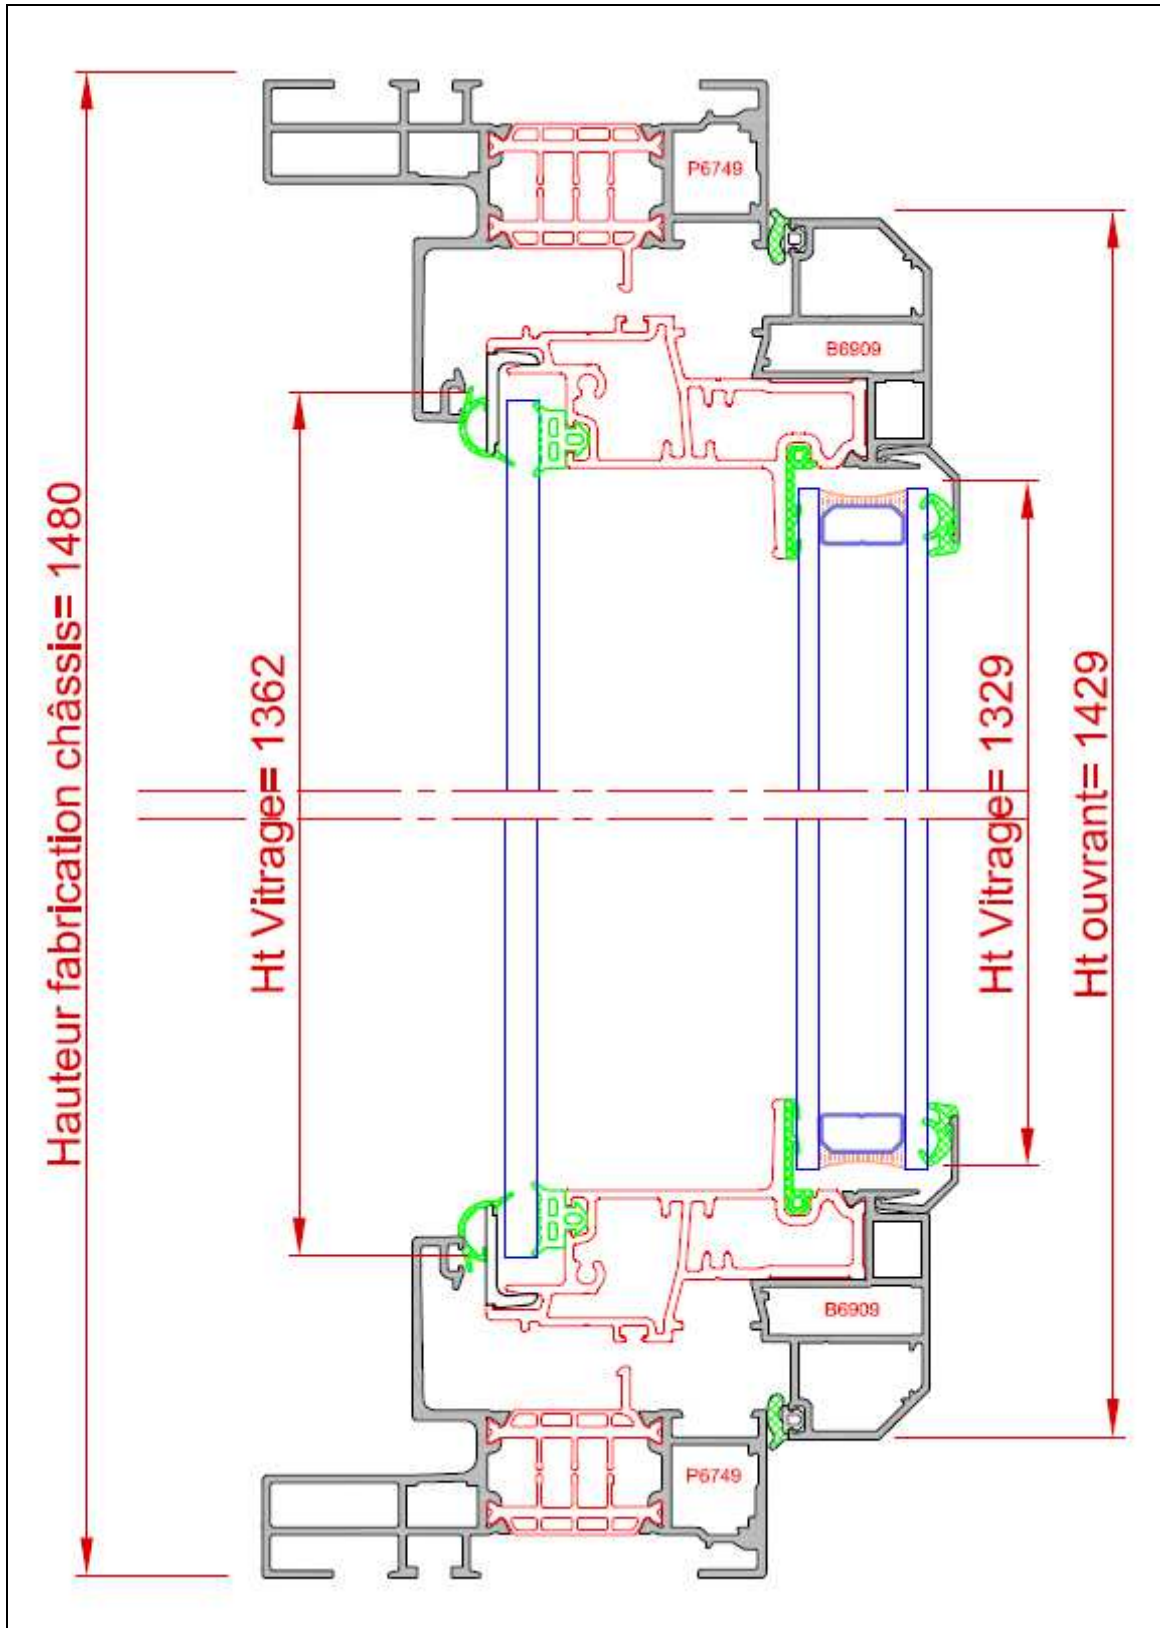 P6749
B6909
Hauteur fabrication châssis= 1480
Ht Vitrage= 1362
Ht Vitrage= 1329
Ht ouvrant= 1429
B6909
P6749